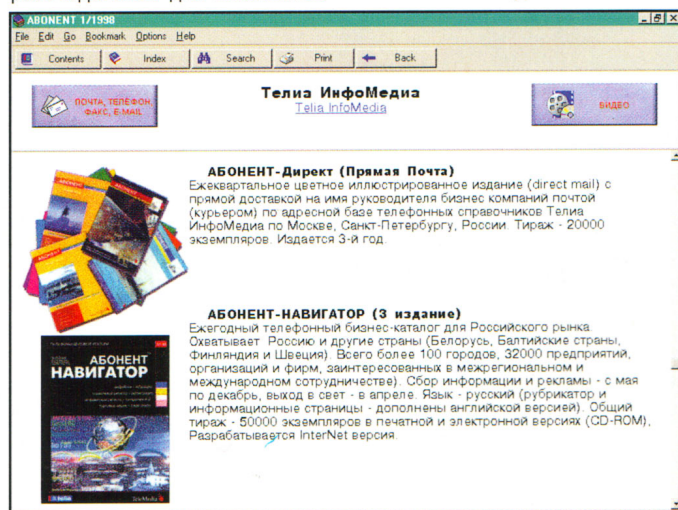 ABONENT 1/1998
File Edit Go Bookmark Options Help
Contents Index Search Print Back
ПОЧТА, ТЕЛЕФОН,
ФАКС, E-MAIL
Телиа ИнфоМедиа
Telia InfoMedia
ВИДЕО
АБОНЕНТ-Директ (Прямая Почта)
Ежеквартальное цветное иллюстрированное издание (direct mail) с
прямой доставкой на имя руководителя бизнес компаний почтой
(курьером) по адресной базе телефонных справочников Телиа
ИнфоМедиа по Москве, Санкт-Петербургу, России. Тираж - 20000
экземпляров. Издается 3-й год.
АБОНЕНТ-НАВИГАТОР (3 издание)
Ежегодный телефонный бизнес-каталог для Российского рынка.
Охватывает Россию и другие страны (Белорусь, Балтийские страны,
Финляндия и Швеция). Всего более 100 городов, 32000 предприятий,
организаций и фирм, заинтересованных в межрегиональном и
международном сотрудничестве). Сбор информации и рекламы - с мая
по декабрь, выход в свет - в апреле. Язык - русский (рубрикатор и
информационные страницы - дополнены английской версией). Общий
тираж - 50000 экземпляров в печатной и электронной версиях (CD-ROM),
Разрабатывается InterNet версия.
АБОНЕНТ
НАВИГАТОР